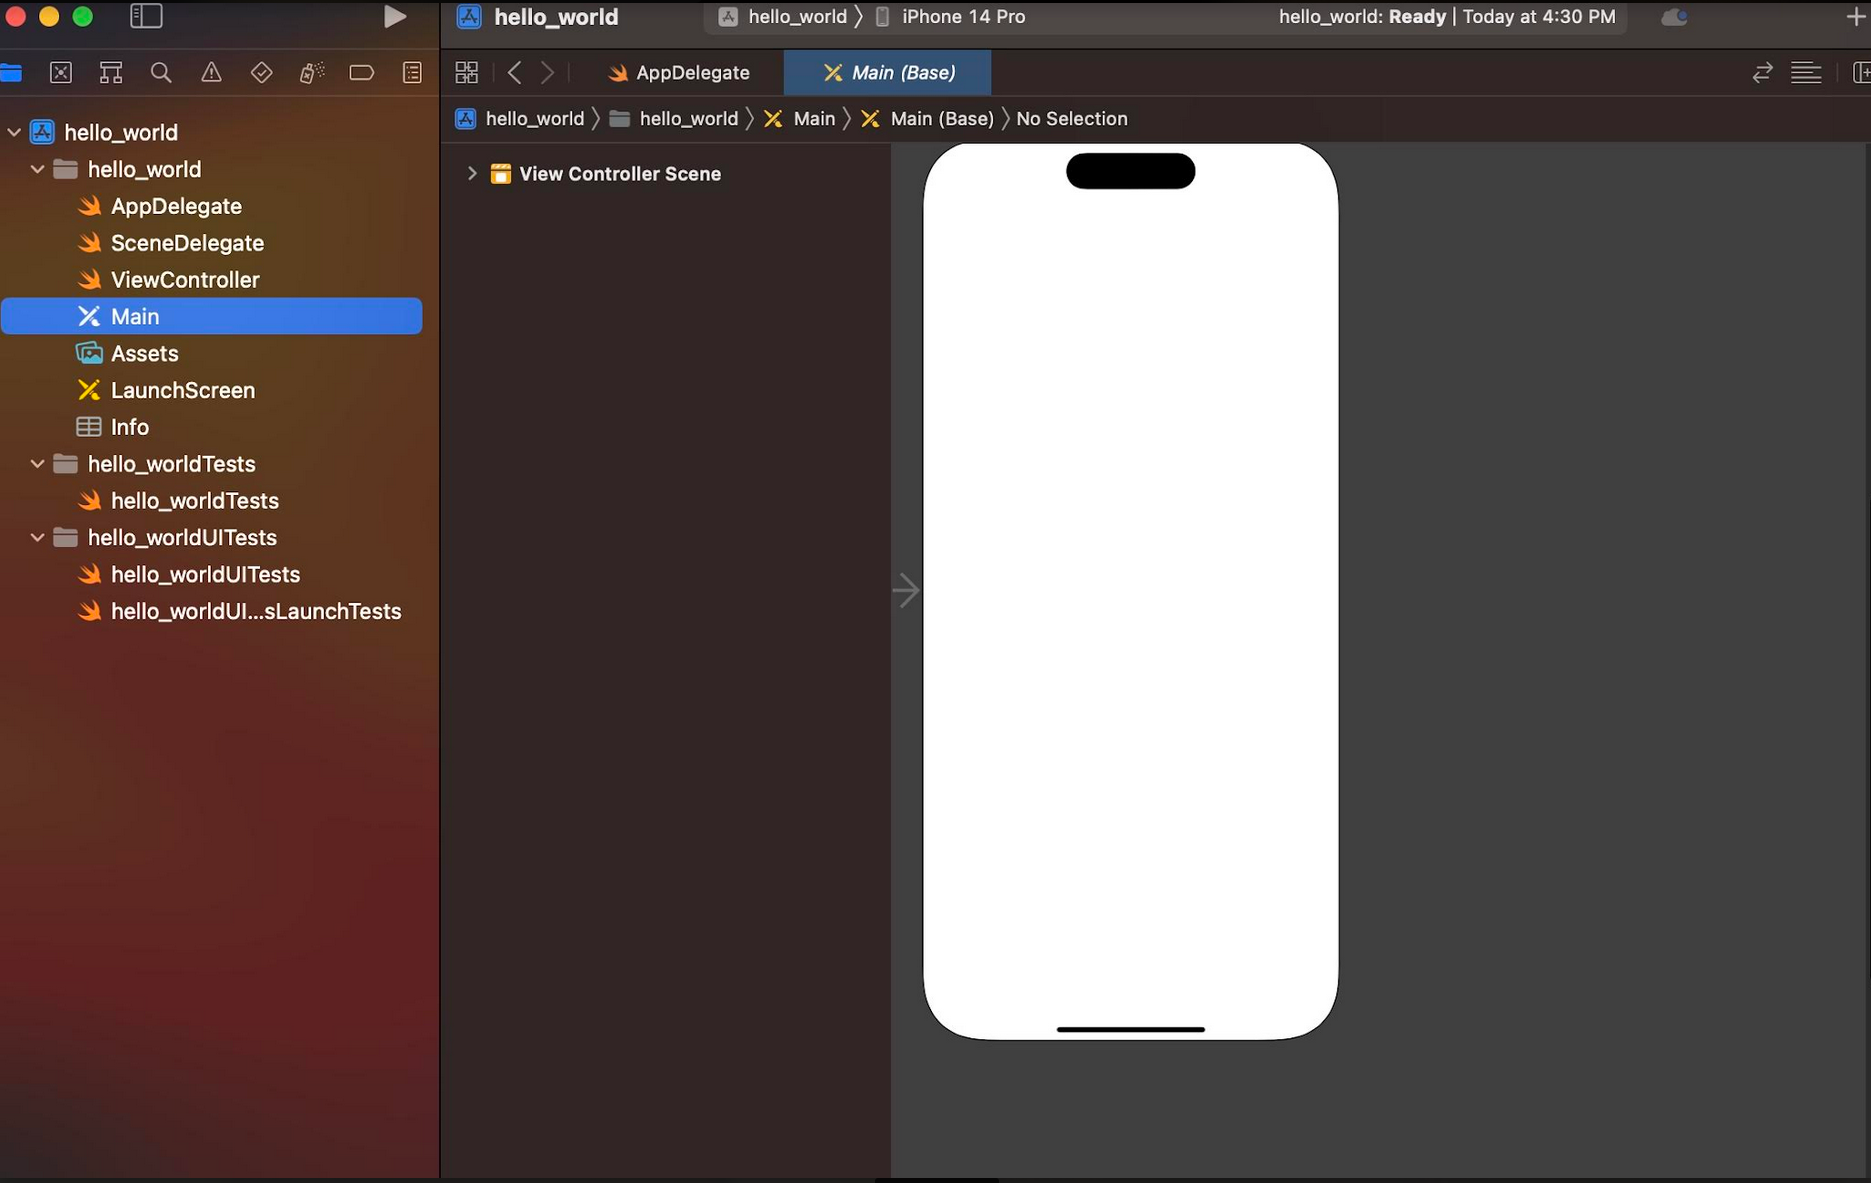 hello_world
hello_world 〉 iPhone 14 Pro
hello_world: Ready | Today at 4:30 PM
AppDelegate
Main (Base)
hello_world 〉 hello_world 〉 Main 〉 Main (Base) 〉 No Selection
hello_world
hello_world
AppDelegate
SceneDelegate
ViewController
Main
Assets
LaunchScreen
Info
hello_worldTests
hello_worldTests
hello_worldUITests
hello_worldUITests
hello_worldUI...sLaunchTests
View Controller Scene